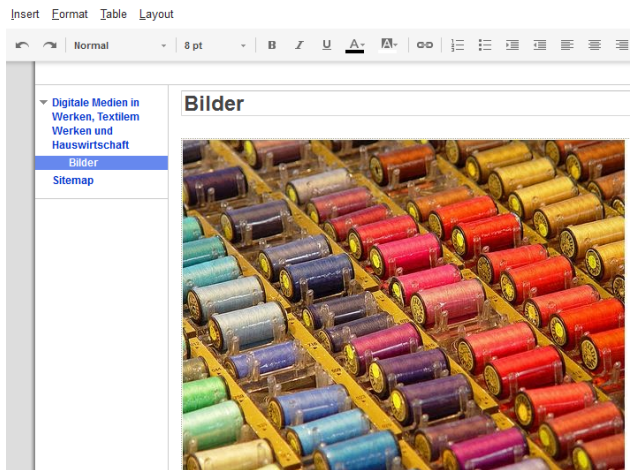 Insert Format Table Layout
Normal 8 pt B I U A A
Digitale Medien in
Werken, Textilem
Werken und
Hauswirtschaft
Bilder
Sitemap
Bilder